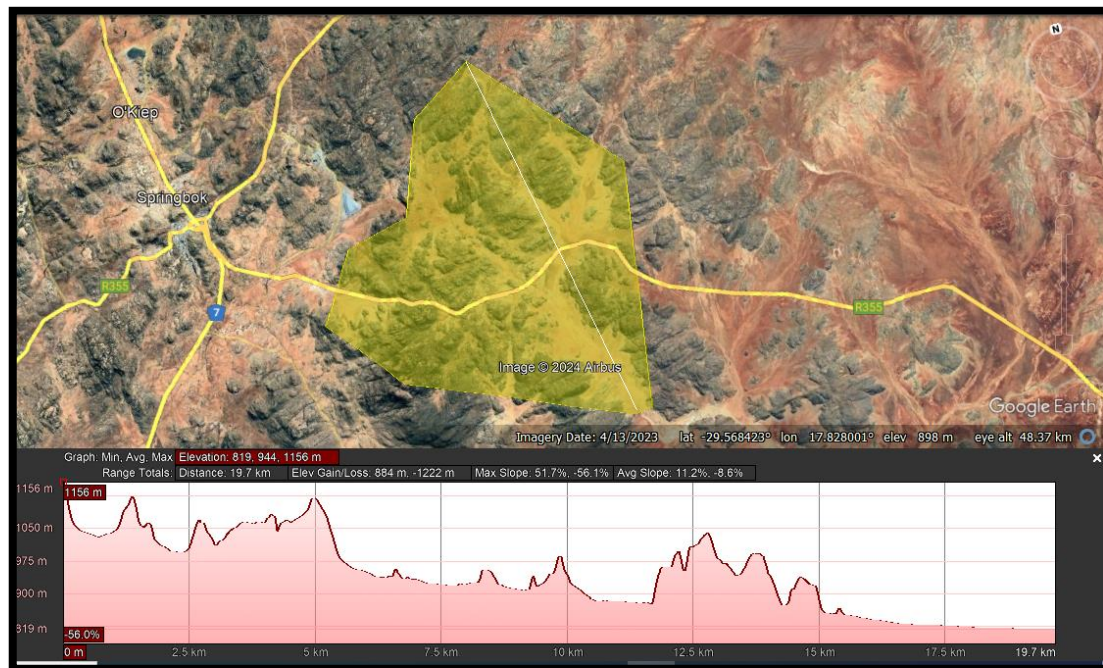 N
O'Kiep
Springbok
R355
7
R355
Image © 2024 Airbus
Google Earth
Imagery Date: 4/13/2023 lat -29.568423° lon 17.828001° elev 898 m eye alt 48.37 km
Graph: Min, Avg, Max Elevation: 819, 944, 1156 m
Range Totals: Distance: 19.7 km Elev Gain/Loss: 884 m, -1222 m Max Slope: 51.7%, -56.1% Avg Slope: 11.2%, -8.6%
1156 m
1156 m
1050 m
975 m
900 m
819 m
-56.0%
0 m 2.5 km 5 km 7.5 km 10 km 12.5 km 15 km 17.5 km 19.7 km